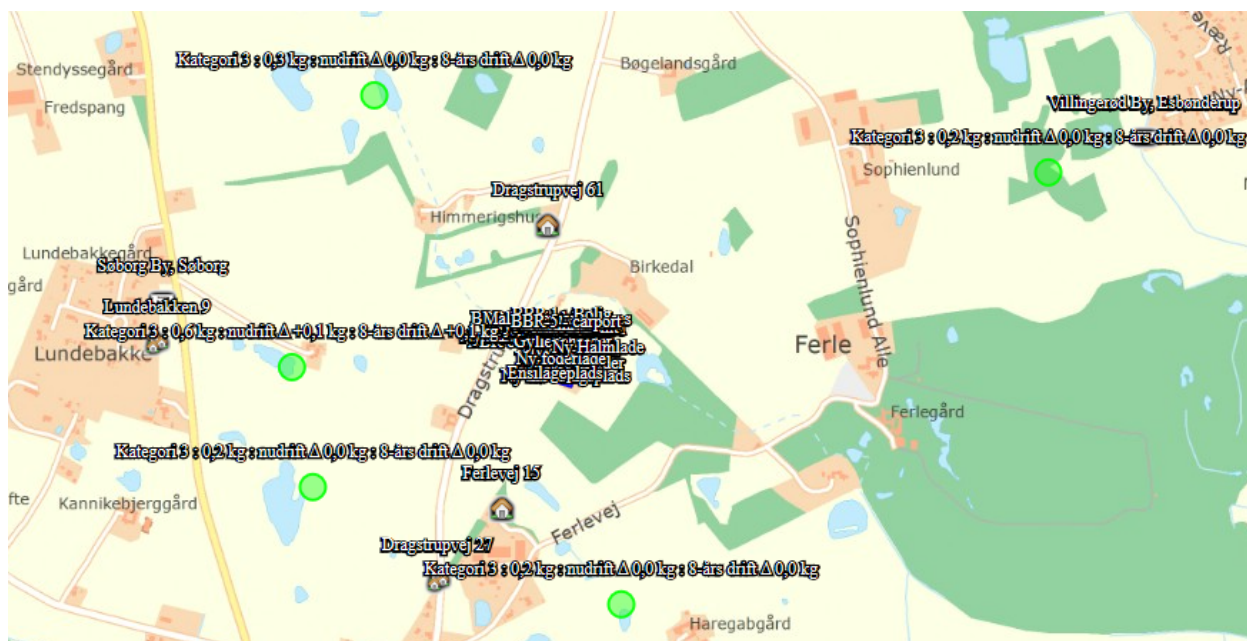 Kategori 3 : 0,3 kg : nudrift Δ 0,0 kg : 8-års drift Δ 0,0 kg
Stendyssegård
Bøgelandsgård
Fredspang
Villingerød By, Esbønderup
Kategori 3 : 0,2 kg : nudrift Δ 0,0 kg : 8-års drift Δ 0,0 kg
Sophienlund
Dragstrupvej 61
Himmerigshus
Lundebakkegård
Sophienlund Alle
Søborg By, Søborg
Birkedal
gård
Lundebakken 9
BBR-51. carport
Kategori 3 : 0,6 kg : nudrift Δ +0,1 kg : 8-års drift Δ +0,1 kg
Lundebakke
Ny-Halmlade
Ferle
Ensilageplads
Ferlegård
Kategori 3 : 0,2 kg : nudrift Δ 0,0 kg : 8-års drift Δ 0,0 kg
Ferlevej 15
fte
Kannikebjerggård
Ferlevej
Dragstrupvej 27
Kategori 3 : 0,2 kg : nudrift Δ 0,0 kg : 8-års drift Δ 0,0 kg
Haregabgård